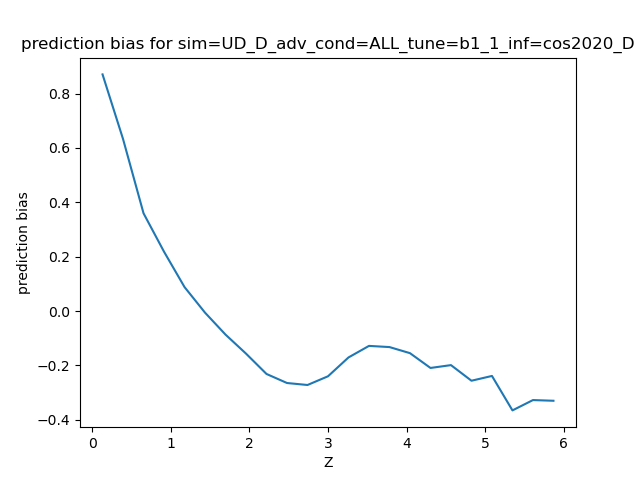 prediction bias for sim=UD_D_adv_cond=ALL_tune=b1_1_inf=cos2020_D
prediction bias
0.8
0.6
0.4
0.2
0.0
−0.2
−0.4
0 1 2 3 4 5 6
Z